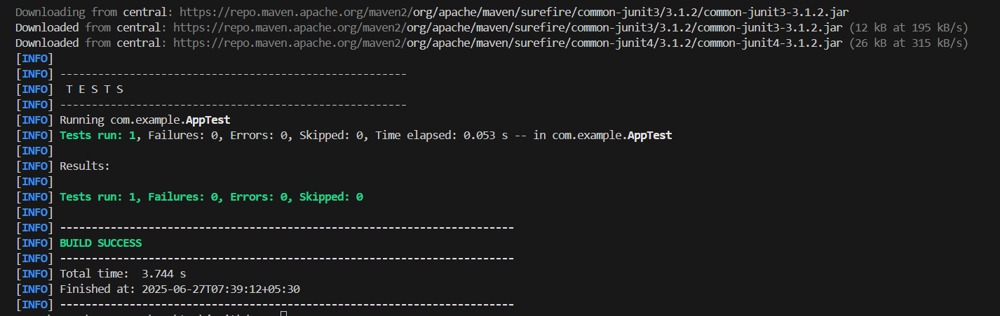 Downloading from central: https://repo.maven.apache.org/maven2/org/apache/maven/surefire/common-junit3/3.1.2/common-junit3-3.1.2.jar
Downloaded from central: https://repo.maven.apache.org/maven2/org/apache/maven/surefire/common-junit3/3.1.2/common-junit3-3.1.2.jar (12 kB at 195 kB/s)
Downloaded from central: https://repo.maven.apache.org/maven2/org/apache/maven/surefire/common-junit4/3.1.2/common-junit4-3.1.2.jar (26 kB at 315 kB/s)
[INFO]
[INFO] -------------------------------------------------------
[INFO]  T E S T S
[INFO] -------------------------------------------------------
[INFO] Running com.example.AppTest
[INFO] Tests run: 1, Failures: 0, Errors: 0, Skipped: 0, Time elapsed: 0.053 s -- in com.example.AppTest
[INFO]
[INFO] Results:
[INFO]
[INFO] Tests run: 1, Failures: 0, Errors: 0, Skipped: 0
[INFO]
[INFO] ------------------------------------------------------------------------
[INFO] BUILD SUCCESS
[INFO] ------------------------------------------------------------------------
[INFO] Total time:  3.744 s
[INFO] Finished at: 2025-06-27T07:39:12+05:30
[INFO] ------------------------------------------------------------------------